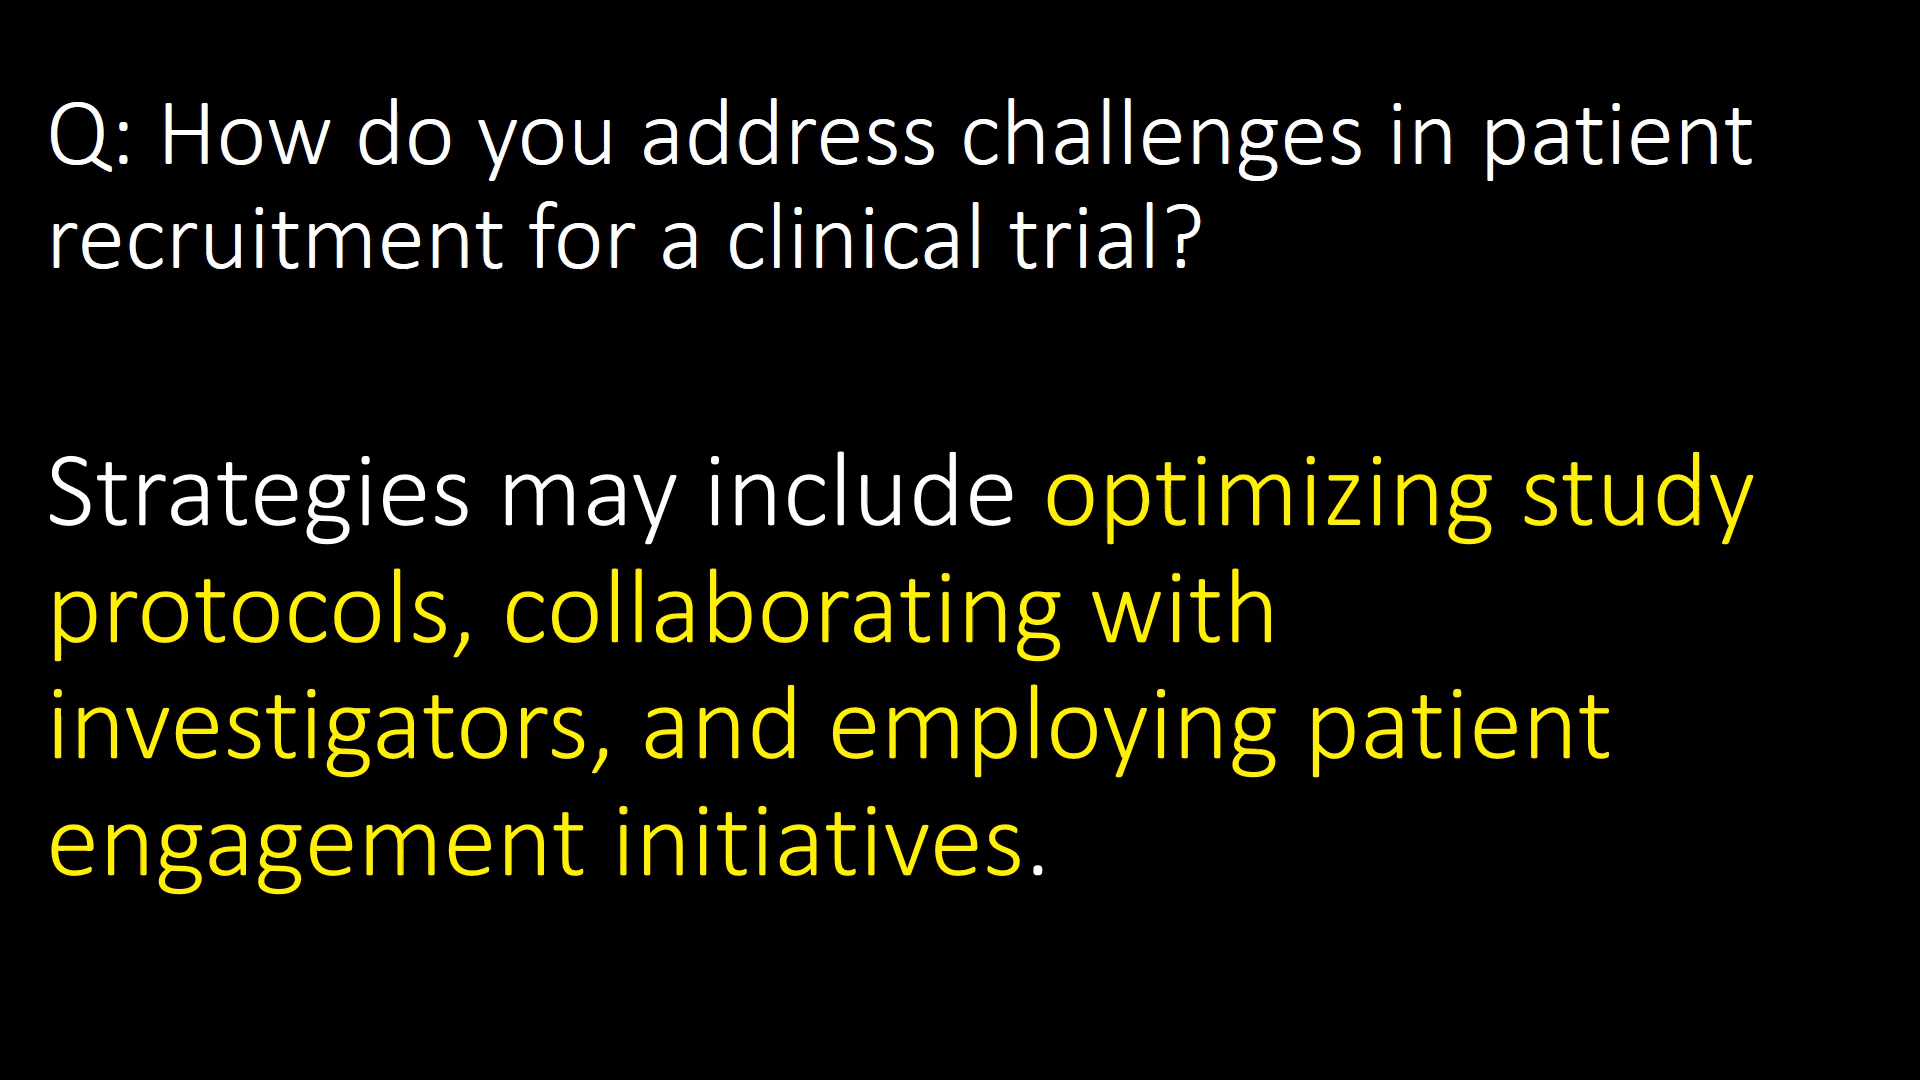 Q: How do you address challenges in patient
recruitment for a clinical trial?
Strategies may include optimizing study
protocols, collaborating with
investigators, and employing patient
engagement initiatives.